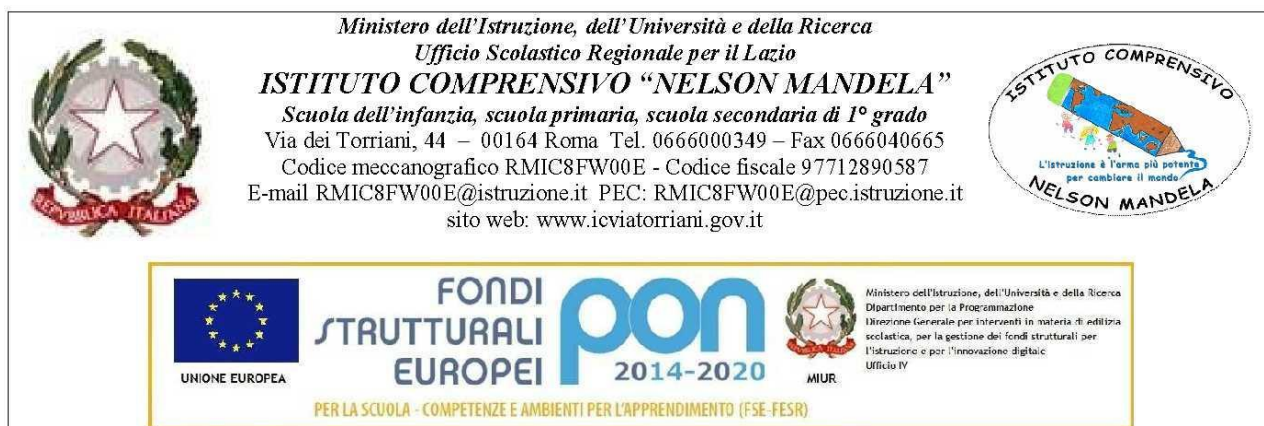 Ministero dell'Istruzione, dell'Università e della Ricerca
Ufficio Scolastico Regionale per il Lazio
ISTITUTO COMPRENSIVO "NELSON MANDELA"
Scuola dell'infanzia, scuola primaria, scuola secondaria di 1° grado
Via dei Torriani, 44 – 00164 Roma Tel. 0666000349 – Fax 0666040665
Codice meccanografico RMIC8FW00E - Codice fiscale 97712890587
E-mail RMIC8FW00E@istruzione.it PEC: RMIC8FW00E@pec.istruzione.it
sito web: www.icviatorriani.gov.it
REPVBBLICA ITALIANA
ISTITUTO COMPRENSIVO
L'istruzione è l'arma più potente
per cambiare il mondo
NELSON MANDELA
UNIONE EUROPEA
FONDI
STRUTTURALI
EUROPEI
pon
2014-2020
MIUR
Ministero dell'Istruzione, dell'Università e della Ricerca
Dipartimento per la Programmazione
Direzione Generale per interventi in materia di edilizia
scolastica, per la gestione dei fondi strutturali per
l'istruzione e per l'innovazione digitale
Ufficio IV
PER LA SCUOLA - COMPETENZE E AMBIENTI PER L'APPRENDIMENTO (FSE-FESR)